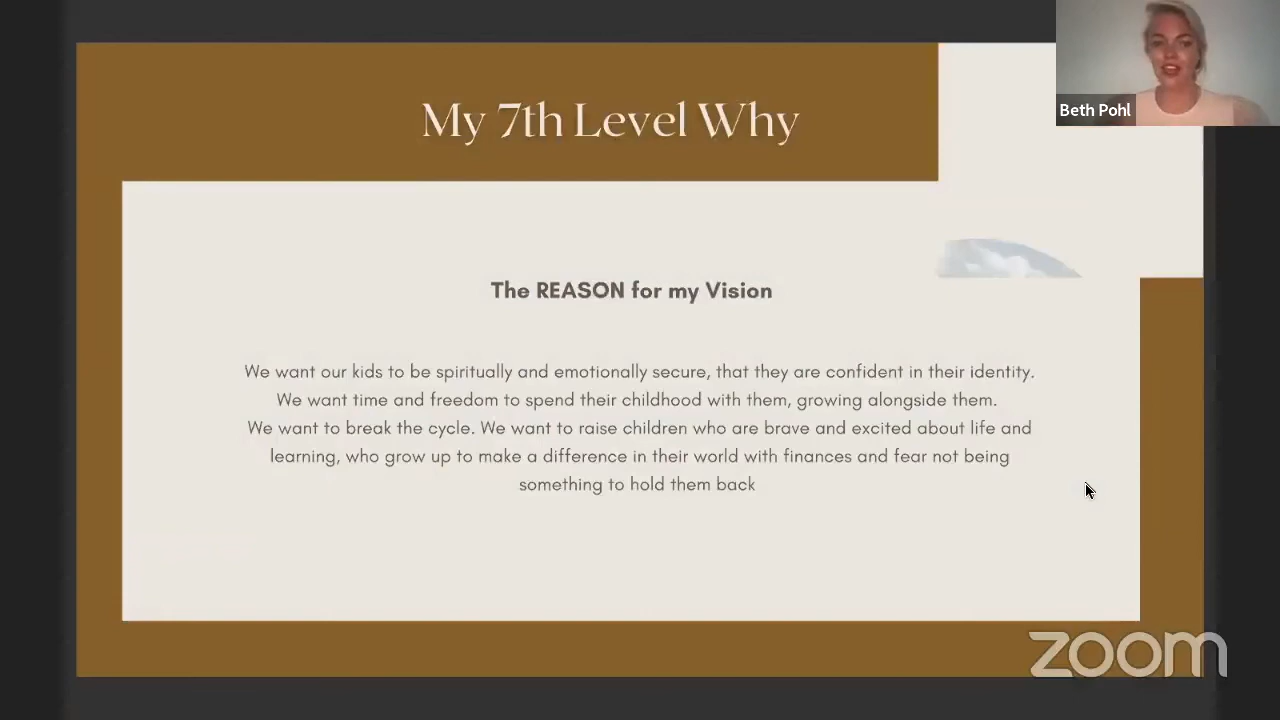 My 7th Level Why
Beth Pohl
The REASON for my Vision
We want our kids to be spiritually and emotionally secure, that they are confident in their identity.
We want time and freedom to spend their childhood with them, growing alongside them.
We want to break the cycle. We want to raise children who are brave and excited about life and
learning, who grow up to make a difference in their world with finances and fear not being
something to hold them back
zoom